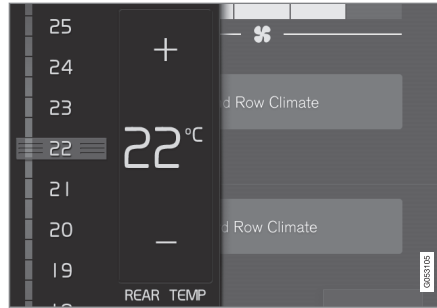 25
24
23
22
21
20
19
+
22°C
–
REAR TEMP
d Row Climate
d Row Climate
G053105